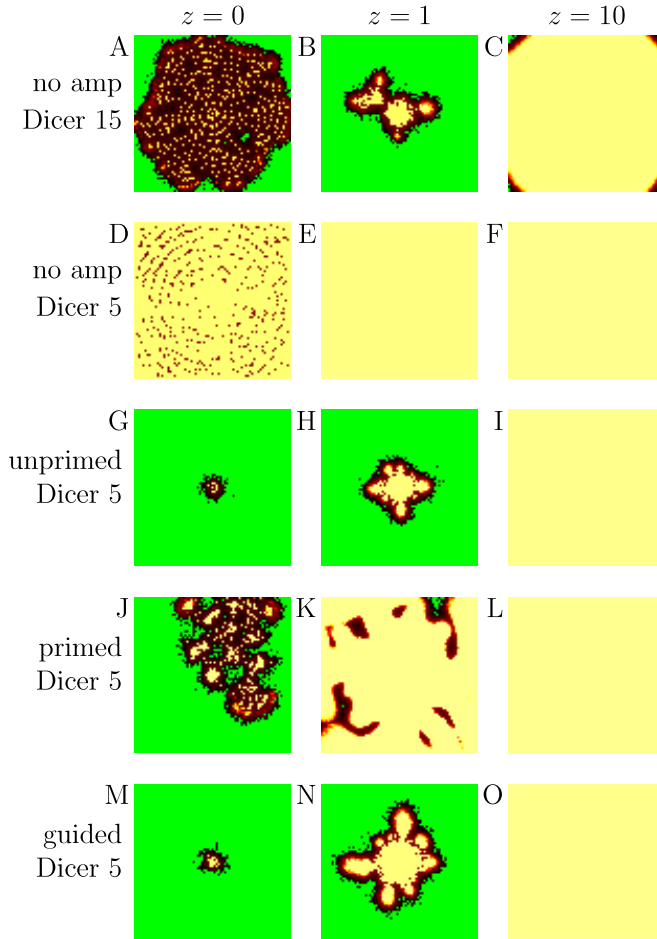 z = 0 z = 1 z = 10
A B C
no amp
Dicer 15
D E F
no amp
Dicer 5
G H I
unprimed
Dicer 5
J K L
primed
Dicer 5
M N O
guided
Dicer 5